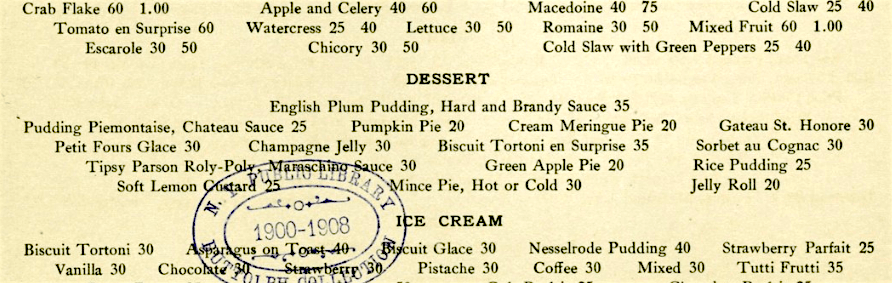 Crab Flake 60 1.00 Apple and Celery 40 60 Macedoine 40 75 Cold Slaw 25 40
Tomato en Surprise 60 Watercress 25 40 Lettuce 30 50 Romaine 30 50 Mixed Fruit 60 1.00
Escarole 30 50 Chicory 30 50 Cold Slaw with Green Peppers 25 40
DESSERT
English Plum Pudding, Hard and Brandy Sauce 35
Pudding Piemontaise, Chateau Sauce 25 Pumpkin Pie 20 Cream Meringue Pie 20 Gateau St. Honore 30
Petit Fours Glace 30 Champagne Jelly 30 Biscuit Tortoni en Surprise 35 Sorbet au Cognac 30
Tipsy Parson Roly-Poly, Maraschino Sauce 30 Green Apple Pie 20 Rice Pudding 25
Soft Lemon Custard 25 Mince Pie, Hot or Cold 30 Jelly Roll 20
N. Y. PUBLIC LIBRARY
1900-1908
BUTTOLPH COLLECTION
ICE CREAM
Biscuit Tortoni 30 Asparagus on Toast 40 Biscuit Glace 30 Nesselrode Pudding 40 Strawberry Parfait 25
Vanilla 30 Chocolate 30 Strawberry 30 Pistache 30 Coffee 30 Mixed 30 Tutti Frutti 35